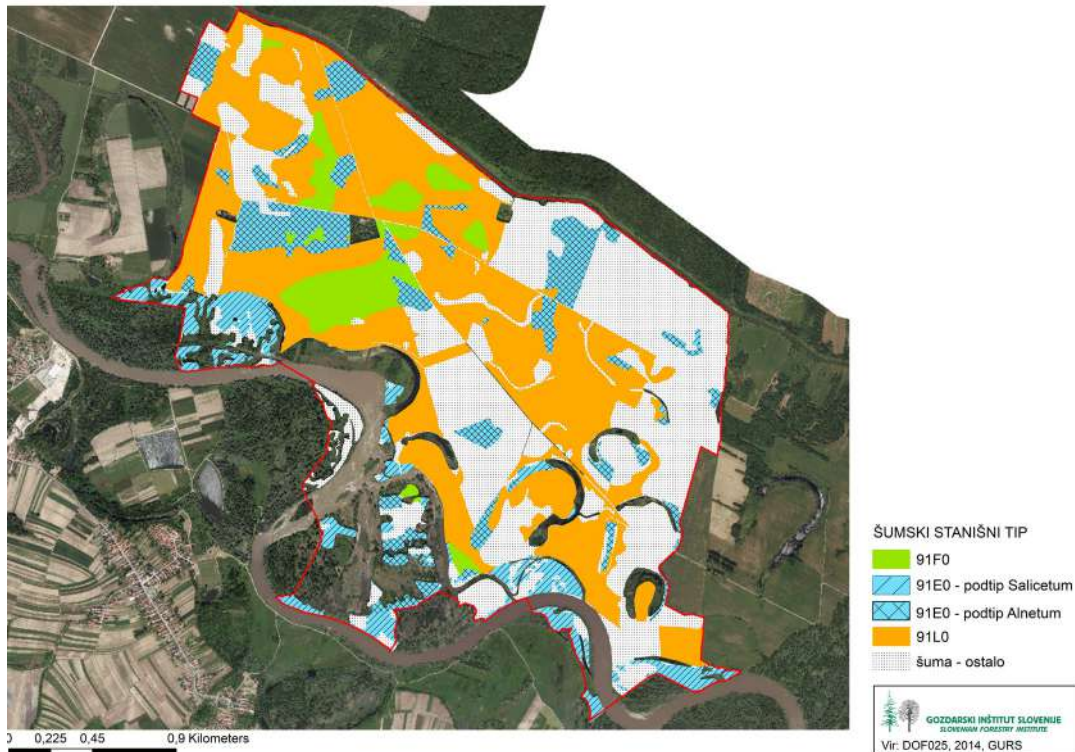 ŠUMSKI STANIŠNI TIP
91F0
91E0 - podtip Salicetum
91E0 - podtip Alnetum
91L0
šuma - ostalo
GOZDARSKI INŠTITUT SLOVENIJE
SLOVENIAN FORESTRY INSTITUTE
Vir: DOF025, 2014, GURS
0 0,225 0,45 0,9 Kilometers